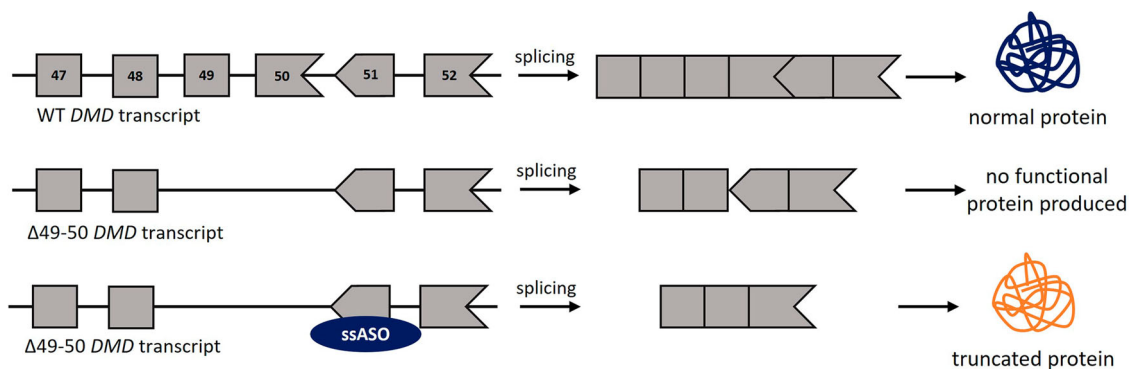 47 48 49 50 51 52
splicing
WT DMD transcript
normal protein
splicing
no functional
protein produced
Δ49-50 DMD transcript
splicing
ssASO
Δ49-50 DMD transcript
truncated protein